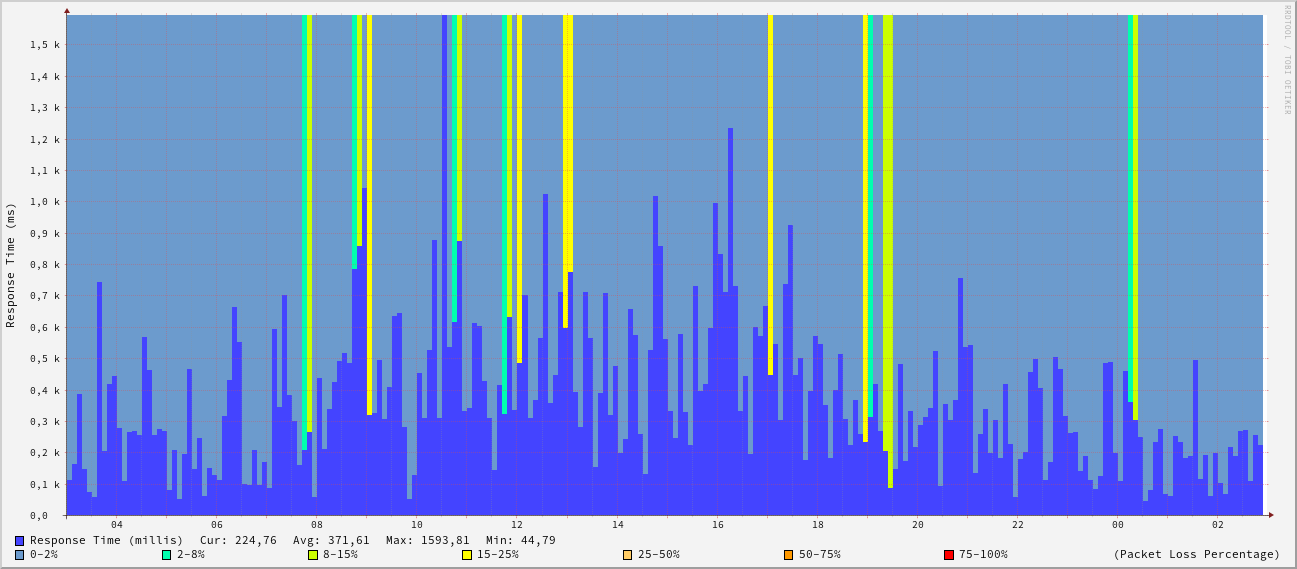 RRDTOOL / TOBI OETIKER
Response Time (ms)
1,5 k
1,4 k
1,3 k
1,2 k
1,1 k
1,0 k
0,9 k
0,8 k
0,7 k
0,6 k
0,5 k
0,4 k
0,3 k
0,2 k
0,1 k
0,0
04 06 08 10 12 14 16 18 20 22 00 02
Response Time (millis) Cur: 224,76 Avg: 371,61 Max: 1593,81 Min: 44,79
0-2% 2-8% 8-15% 15-25% 25-50% 50-75% 75-100% (Packet Loss Percentage)